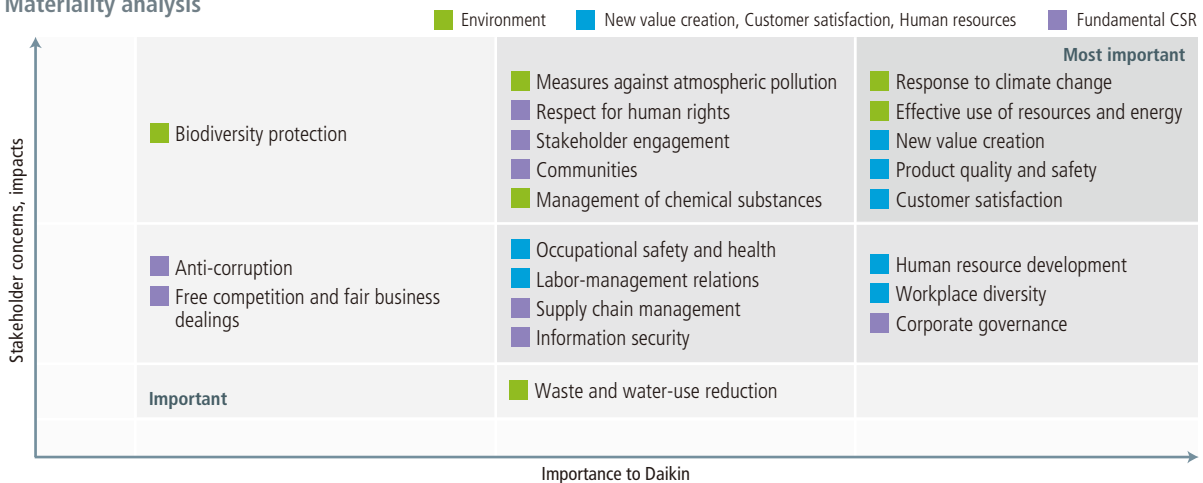 Materiality analysis
Environment
New value creation, Customer satisfaction, Human resources
Fundamental CSR
Stakeholder concerns, impacts
Biodiversity protection
Measures against atmospheric pollution
Respect for human rights
Stakeholder engagement
Communities
Management of chemical substances
Most important
Response to climate change
Effective use of resources and energy
New value creation
Product quality and safety
Customer satisfaction
Anti-corruption
Free competition and fair business
dealings
Occupational safety and health
Labor-management relations
Supply chain management
Information security
Human resource development
Workplace diversity
Corporate governance
Important
Waste and water-use reduction
Importance to Daikin